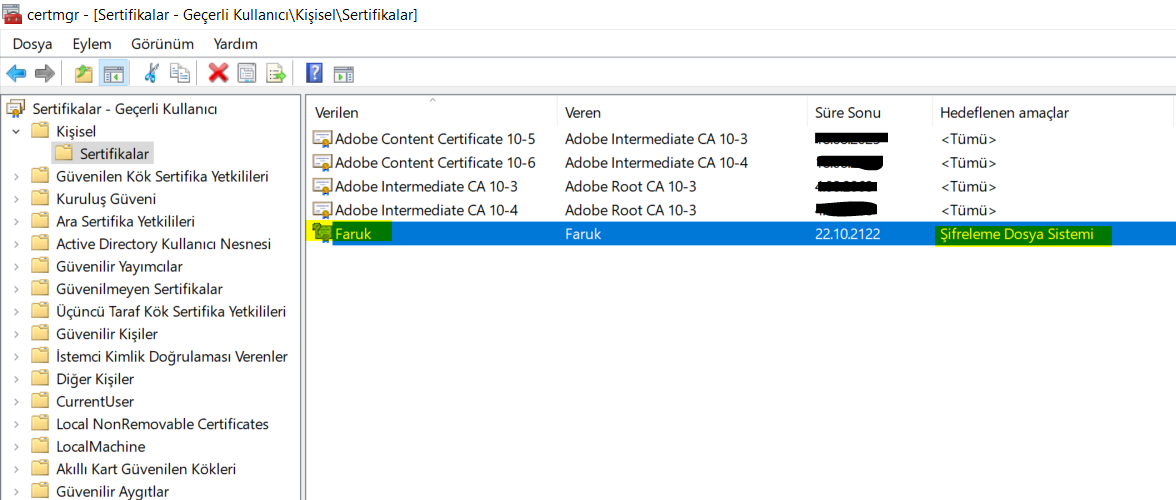 certmgr - [Sertifikalar - Geçerli Kullanıcı\Kişisel\Sertifikalar]
Dosya Eylem Görünüm Yardım
Sertifikalar - Geçerli Kullanıcı
Kişisel
Sertifikalar
Güvenilen Kök Sertifika Yetkilileri
Kuruluş Güveni
Ara Sertifika Yetkilileri
Active Directory Kullanıcı Nesnesi
Güvenilir Yayımcılar
Güvenilmeyen Sertifikalar
Üçüncü Taraf Kök Sertifika Yetkilileri
Güvenilir Kişiler
İstemci Kimlik Doğrulaması Verenler
Diğer Kişiler
CurrentUser
Local NonRemovable Certificates
LocalMachine
Akıllı Kart Güvenilen Kökleri
Güvenilir Aygıtlar
Verilen Veren Süre Sonu Hedeflenen amaçlar
Adobe Content Certificate 10-5 Adobe Intermediate CA 10-3 <Tümü>
Adobe Content Certificate 10-6 Adobe Intermediate CA 10-4 <Tümü>
Adobe Intermediate CA 10-3 Adobe Root CA 10-3 <Tümü>
Adobe Intermediate CA 10-4 Adobe Root CA 10-3 <Tümü>
Faruk Faruk 22.10.2122 Şifreleme Dosya Sistemi